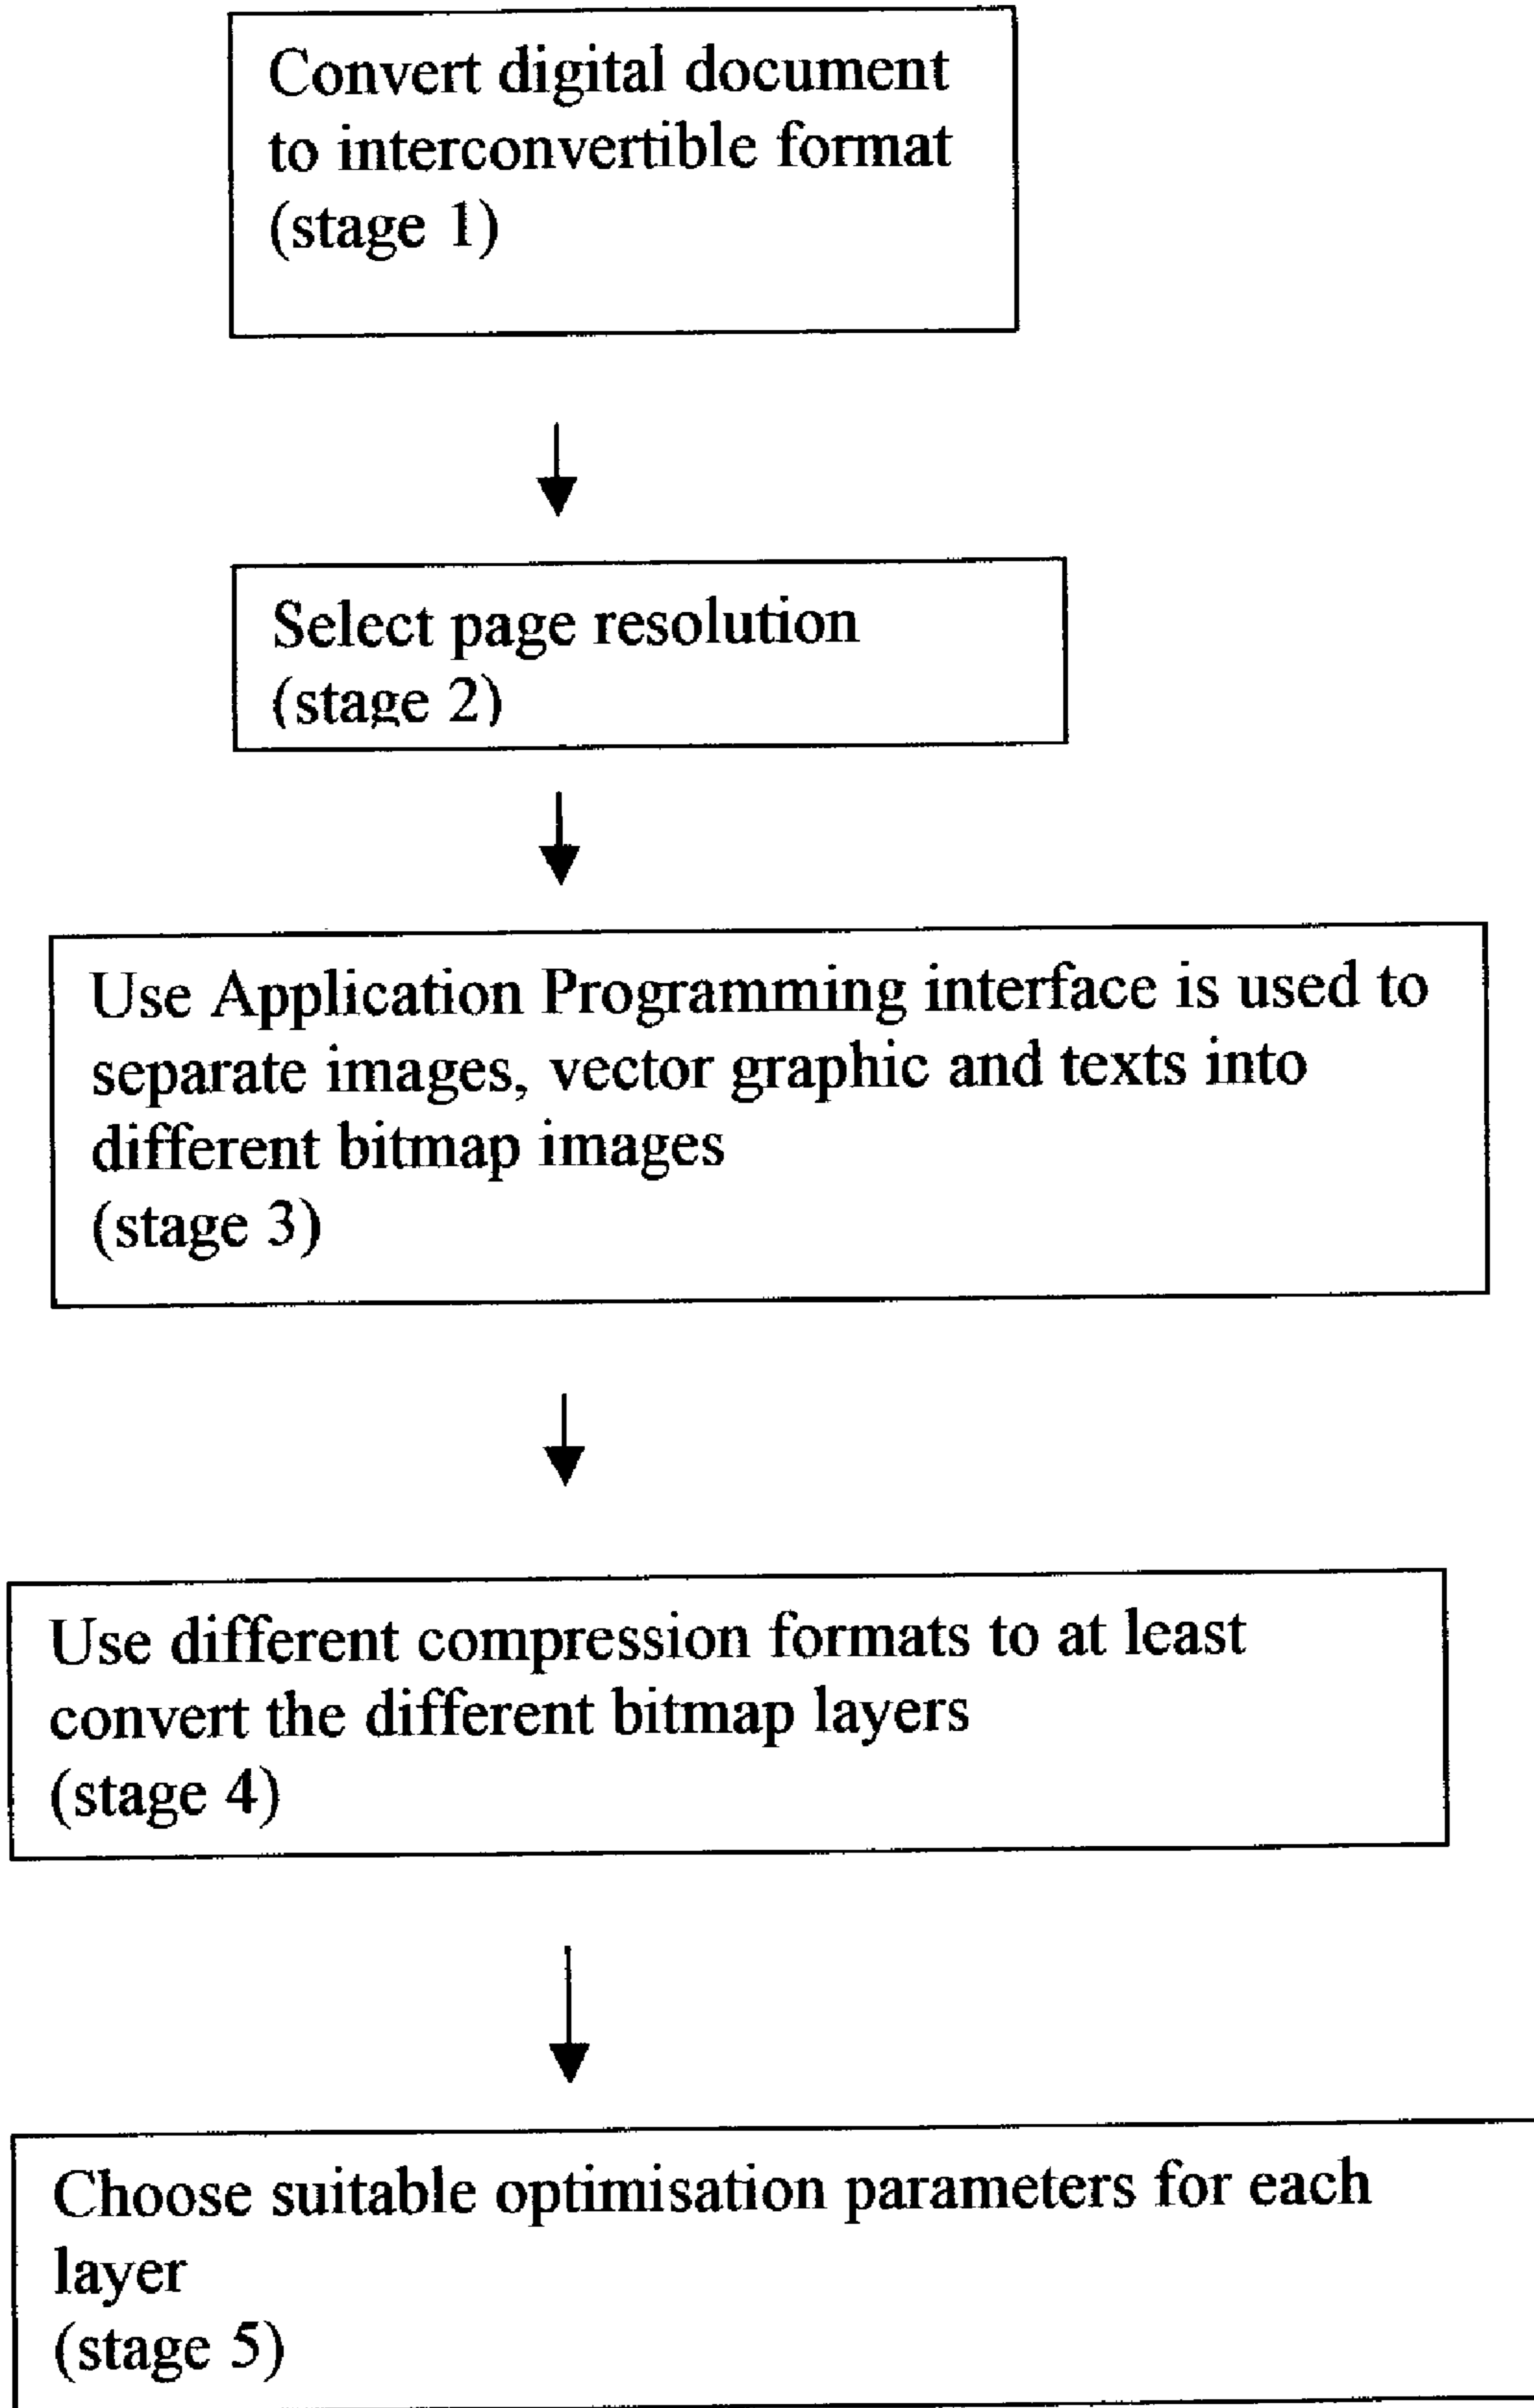 Convert digital document
to interconvertible format
(stage 1)
Select page resolution
(stage 2)
Use Application Programming interface is used to
separate images, vector graphic and texts into
different bitmap images
(stage 3)
Use different compression formats to at least
convert the different bitmap layers
(stage 4)
Choose suitable optimisation parameters for each
layer
(stage 5)